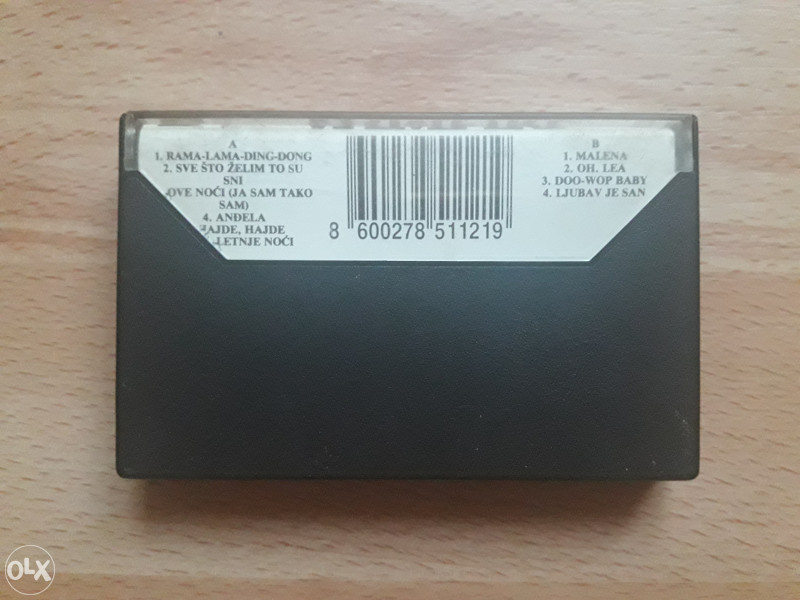 A
1. RAMA-LAMA-DING-DONG
2. SVE ŠTO ŽELIM TO SU
SNI
OVE NOĆI (JA SAM TAKO
SAM)
4. ANĐELA
HAJDE, HAJDE
LETNJE NOĆI
8 600278 511219
B
1. MALENA
2. OH, LEA
3. DOO-WOP BABY
4. LJUBAV JE SAN
OLX